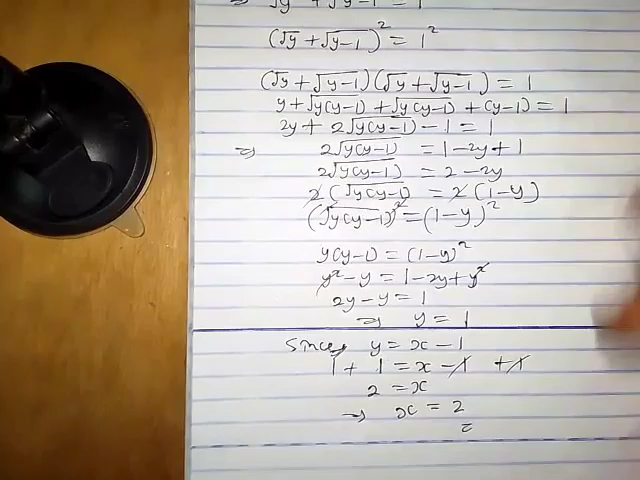 ⇒ √y + √y-1 = 1
(√y + √y-1)² = 1²
(√y + √y-1)(√y + √y-1) = 1
y + √y(y-1) + √y(y-1) + (y-1) = 1
2y + 2√y(y-1) - 1 = 1
⇒ 2√y(y-1) = 1-2y+1
2√y(y-1) = 2-2y
2(√y(y-1)) = 2(1-y)
(√y(y-1))² = (1-y)²
y(y-1) = (1-y)²
y² - y = 1-2y+y²
2y-y = 1
⇒ y = 1
Since, y = x - 1
1 + 1 = x - 1 + 1
2 = x
⇒ x = 2